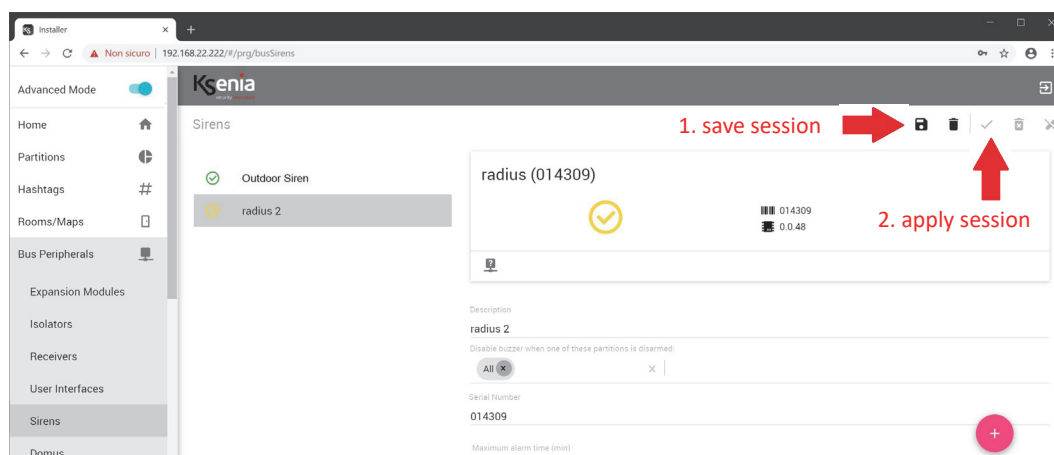 Installer
Non sicuro | 192.168.22.222/#/prg/busSirens
Advanced Mode
Ksenia
Home
Sirens
1. save session
Partitions
Outdoor Siren
radius (014309)
Hashtags
radius 2
014309
Rooms/Maps
0.0.48
2. apply session
Bus Peripherals
Expansion Modules
Description
Isolators
radius 2
Disable buzzer when one of these partitions is disarmed:
Receivers
All
User Interfaces
Serial Number
Sirens
014309
Maximum alarm time (min)
Domus